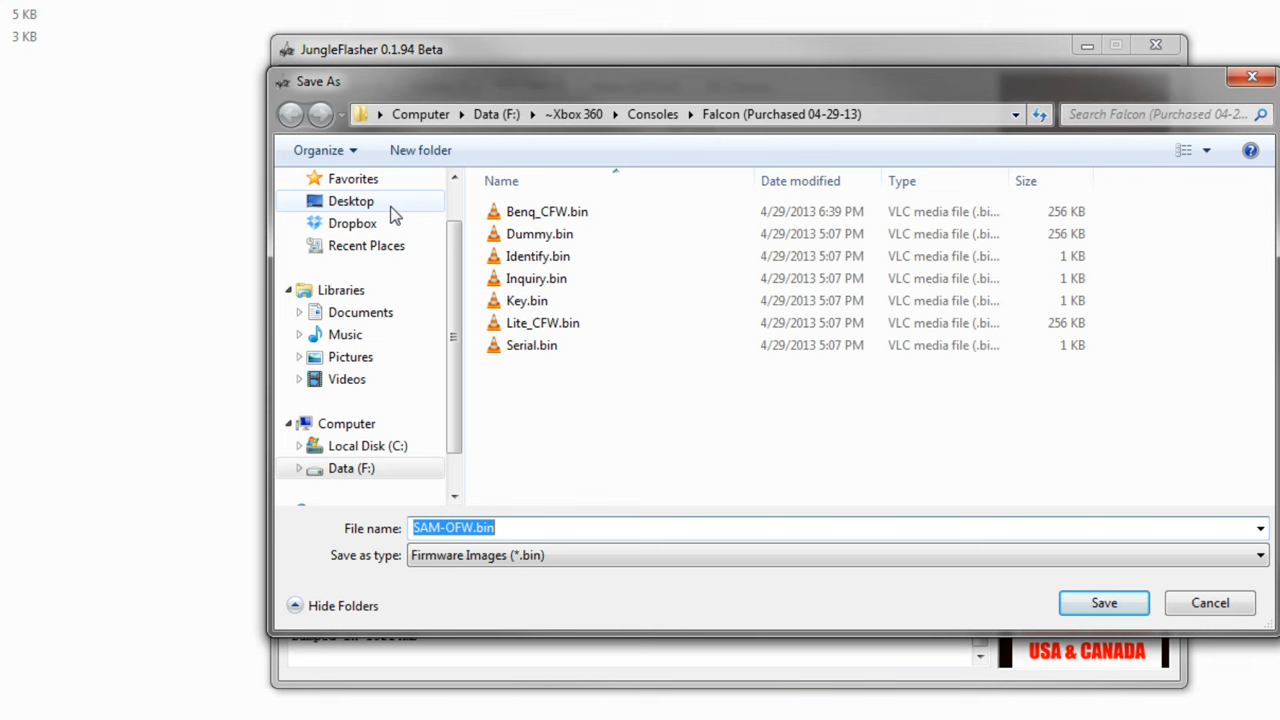 5 KB
3 KB
JungleFlasher 0.1.94 Beta
Save As
Computer Data (F:) ~Xbox 360 Consoles Falcon (Purchased 04-29-13)
Search Falcon (Purchased 04-2...
Organize New folder
Name Date modified Type Size
Favorites
Desktop
Dropbox
Recent Places
Libraries
Documents
Music
Pictures
Videos
Computer
Local Disk (C:)
Data (F:)
Benq_CFW.bin 4/29/2013 6:39 PM VLC media file (.bi... 256 KB
Dummy.bin 4/29/2013 5:07 PM VLC media file (.bi... 256 KB
Identify.bin 4/29/2013 5:07 PM VLC media file (.bi... 1 KB
Inquiry.bin 4/29/2013 5:07 PM VLC media file (.bi... 1 KB
Key.bin 4/29/2013 5:07 PM VLC media file (.bi... 1 KB
Lite_CFW.bin 4/29/2013 5:07 PM VLC media file (.bi... 256 KB
Serial.bin 4/29/2013 5:07 PM VLC media file (.bi... 1 KB
File name: SAM-OFW.bin
Save as type: Firmware Images (*.bin)
Hide Folders Save Cancel
USA & CANADA